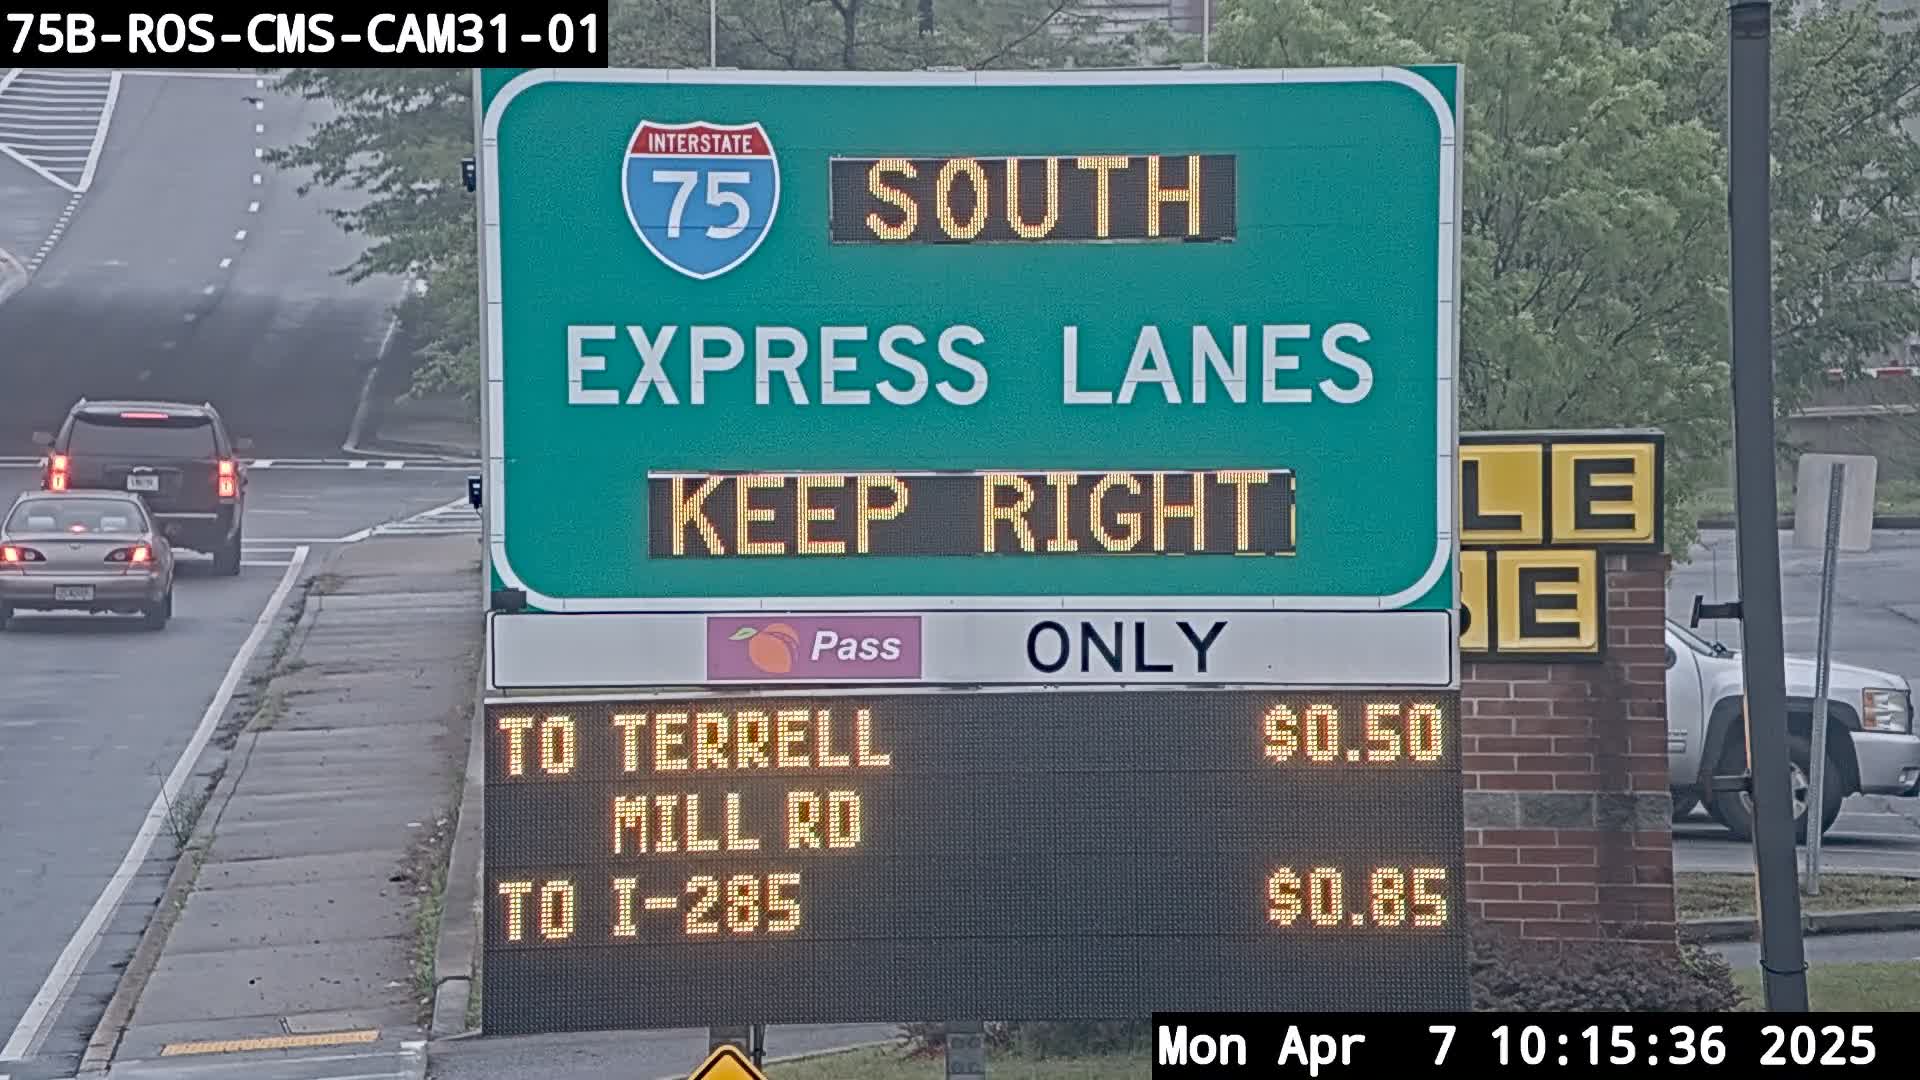 75B-ROS-CMS-CAM31-01
INTERSTATE
75
SOUTH
EXPRESS LANES
KEEP RIGHT
Pass ONLY
TO TERRELL $0.50
MILL RD
TO I-285 $0.85
LE
E
Mon Apr 7 10:15:36 2025